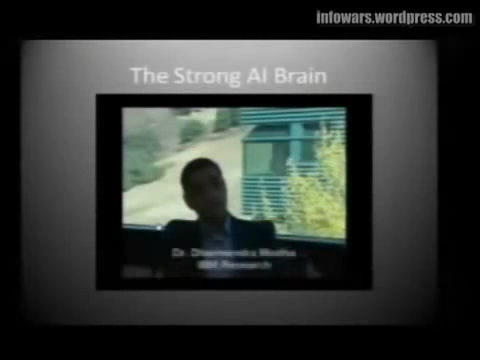 infowars.wordpress.com
The Strong AI Brain
Dr. Dharmendra Modha
IBM Research